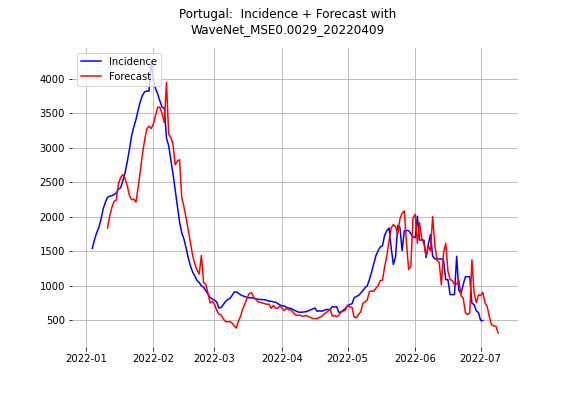 Portugal:  Incidence + Forecast with
WaveNet_MSE0.0029_20220409
Incidence
Forecast
4000
3500
3000
2500
2000
1500
1000
500
2022-01 2022-02 2022-03 2022-04 2022-05 2022-06 2022-07